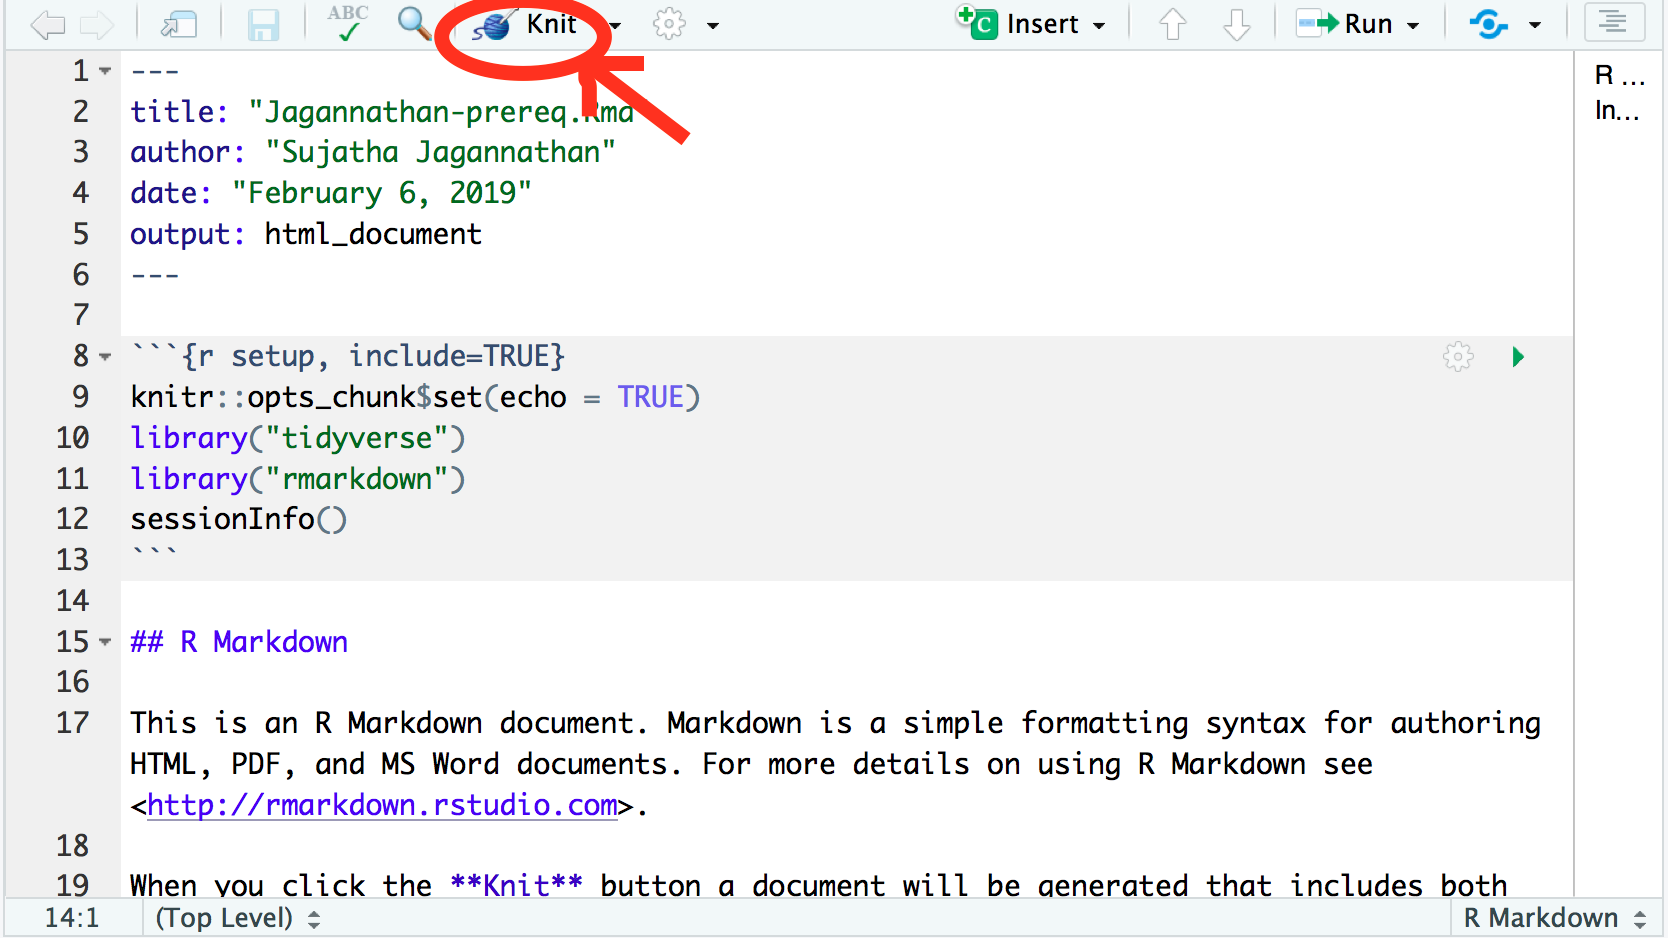 ABC Knit Insert Run
1 ---
2 title: "Jagannathan-prereq.Rmd
3 author: "Sujatha Jagannathan"
4 date: "February 6, 2019"
5 output: html_document
6 ---
7
8 ```{r setup, include=TRUE}
9 knitr::opts_chunk$set(echo = TRUE)
10 library("tidyverse")
11 library("rmarkdown")
12 sessionInfo()
13 ```
14
15 ## R Markdown
16
17 This is an R Markdown document. Markdown is a simple formatting syntax for authoring
HTML, PDF, and MS Word documents. For more details on using R Markdown see
<http://rmarkdown.rstudio.com>.
18
19 When you click the **Knit** button a document will be generated that includes both
R ...
In...
14:1 (Top Level) R Markdown